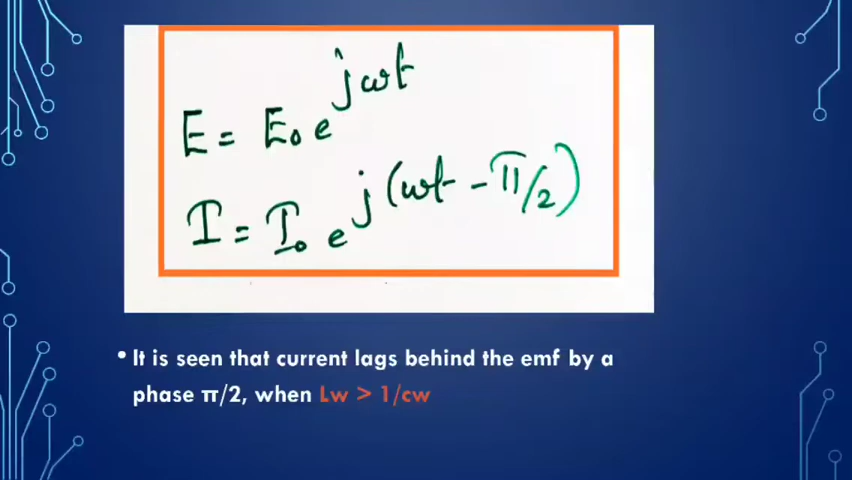 E = E₀ e^jωt
I = I₀ e^j(ωt - π/2)
• It is seen that current lags behind the emf by a
phase π/2, when Lw > 1/cw